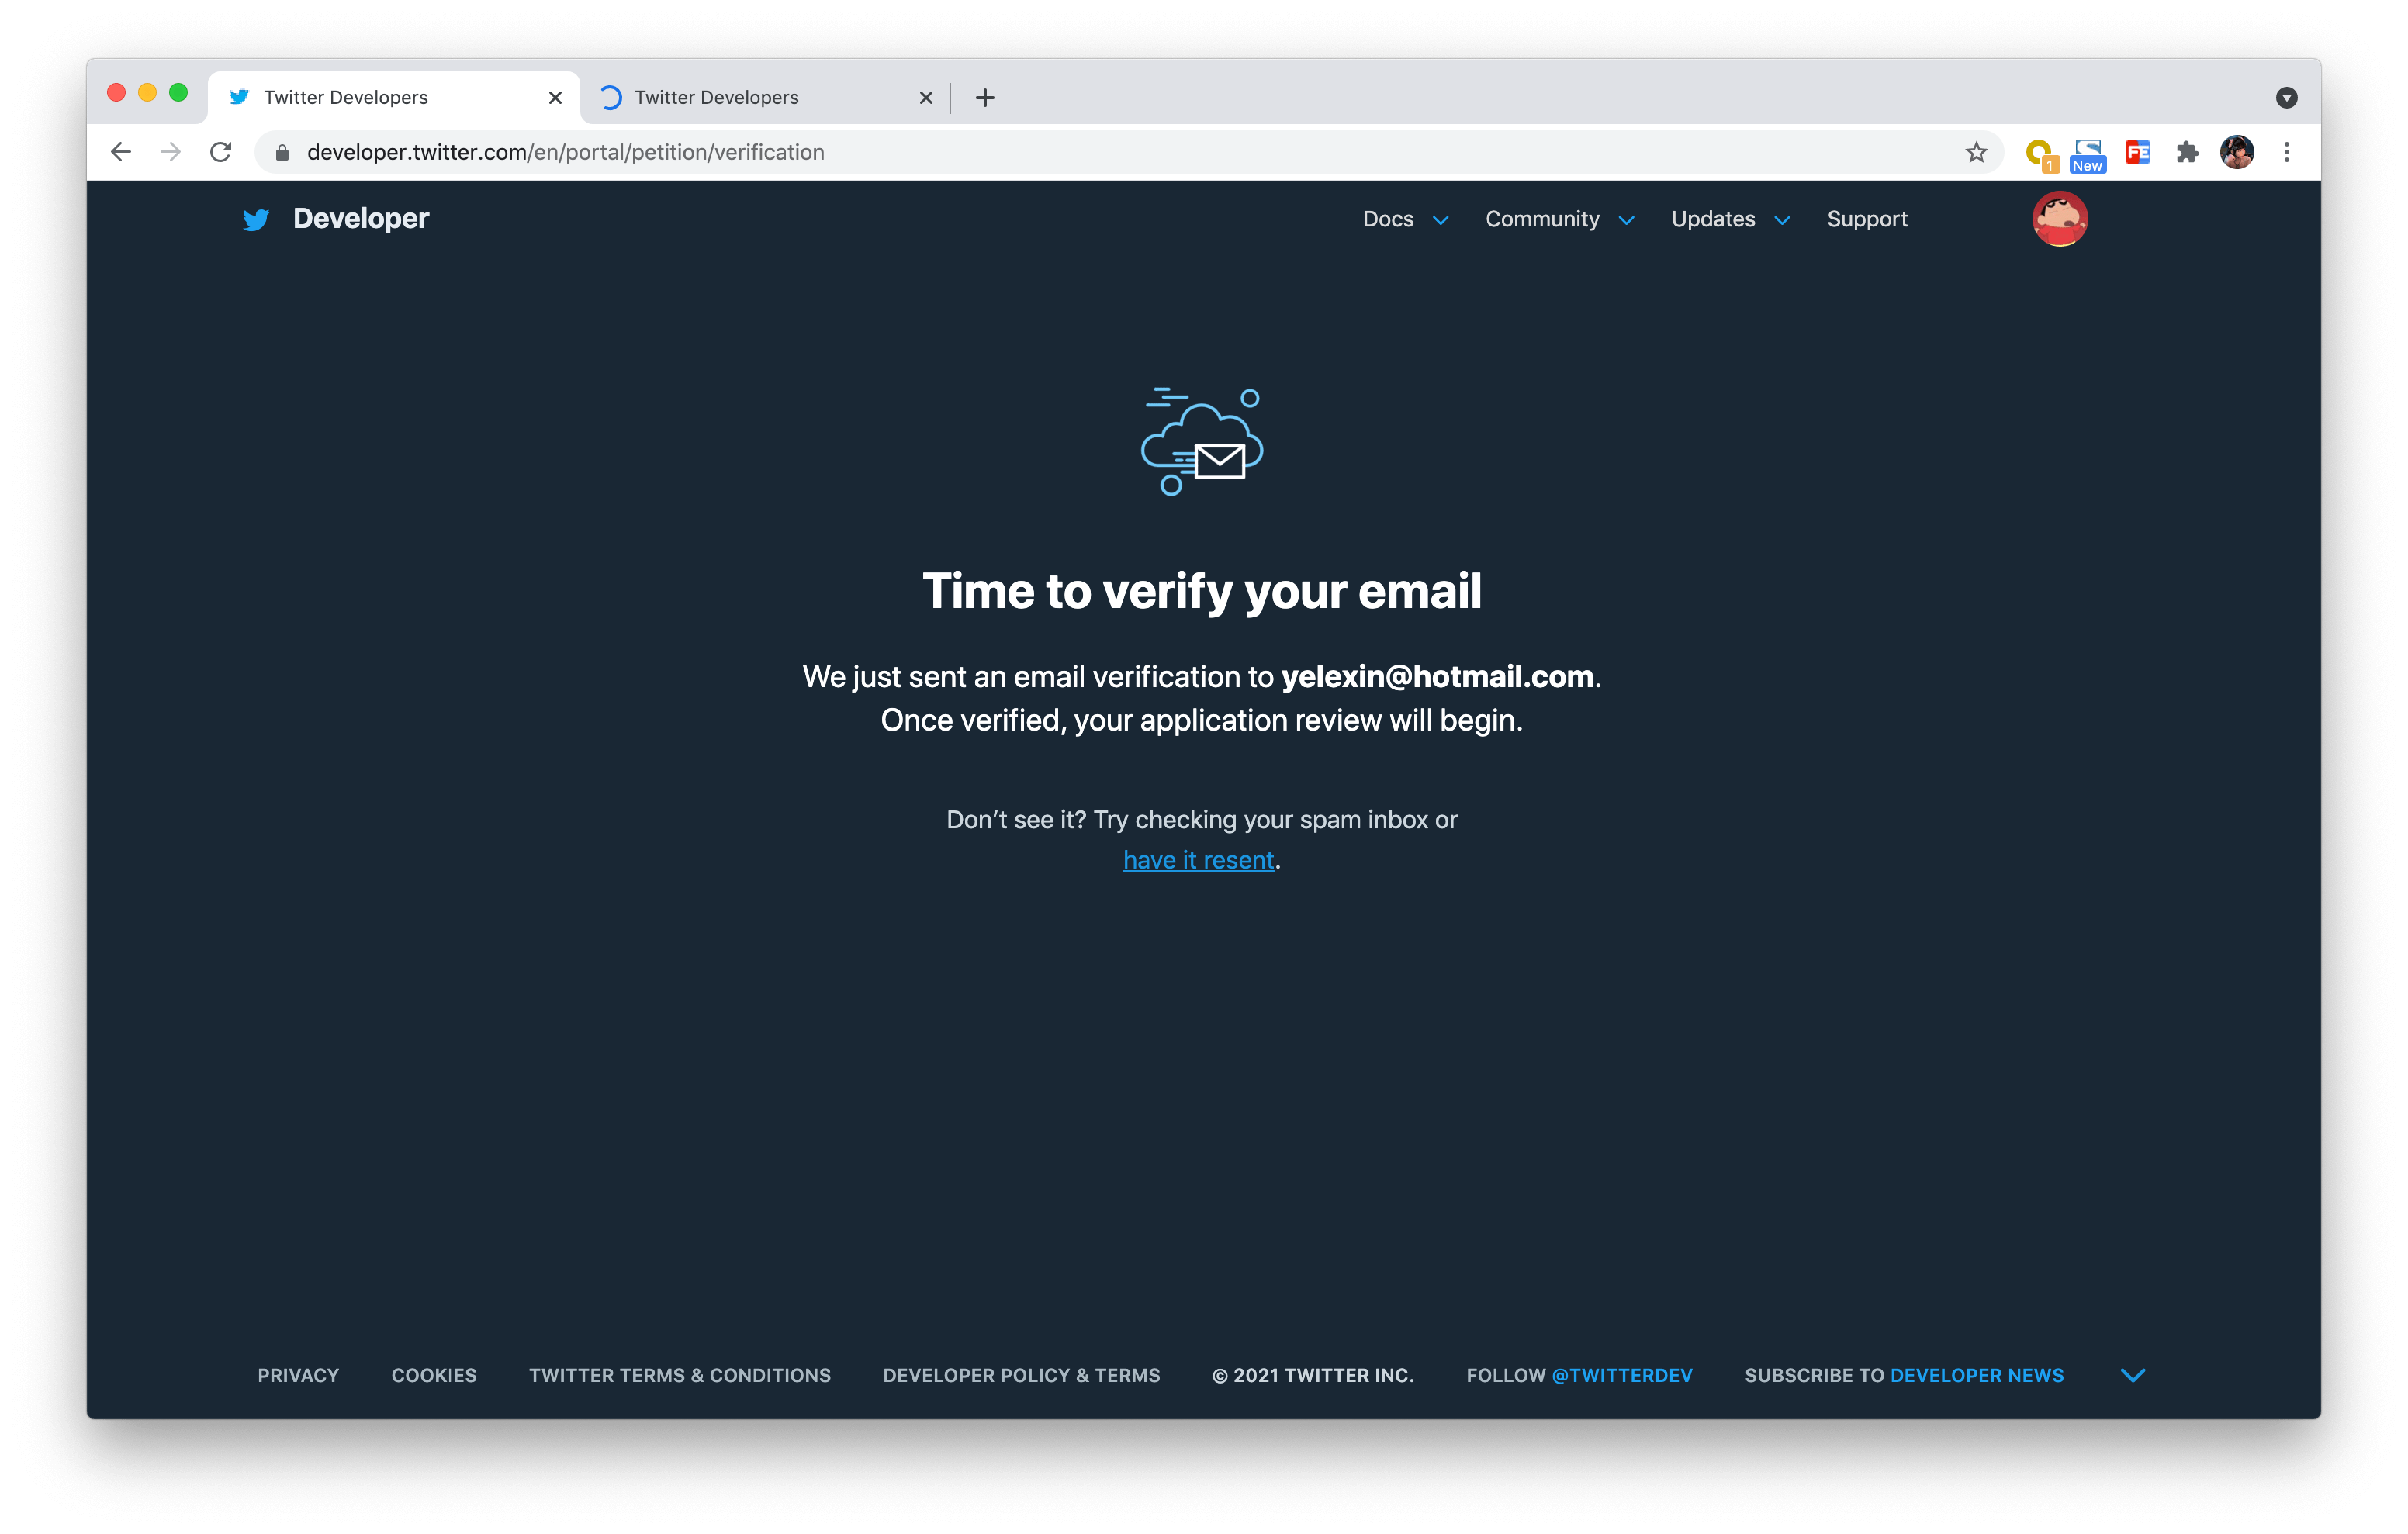 Twitter Developers
Twitter Developers
developer.twitter.com/en/portal/petition/verification
1
New
FE
Developer
Docs
Community
Updates
Support
Time to verify your email
We just sent an email verification to yelexin@hotmail.com.
Once verified, your application review will begin.
Don’t see it? Try checking your spam inbox or
have it resent.
PRIVACY
COOKIES
TWITTER TERMS & CONDITIONS
DEVELOPER POLICY & TERMS
© 2021 TWITTER INC.
FOLLOW @TWITTERDEV
SUBSCRIBE TO DEVELOPER NEWS